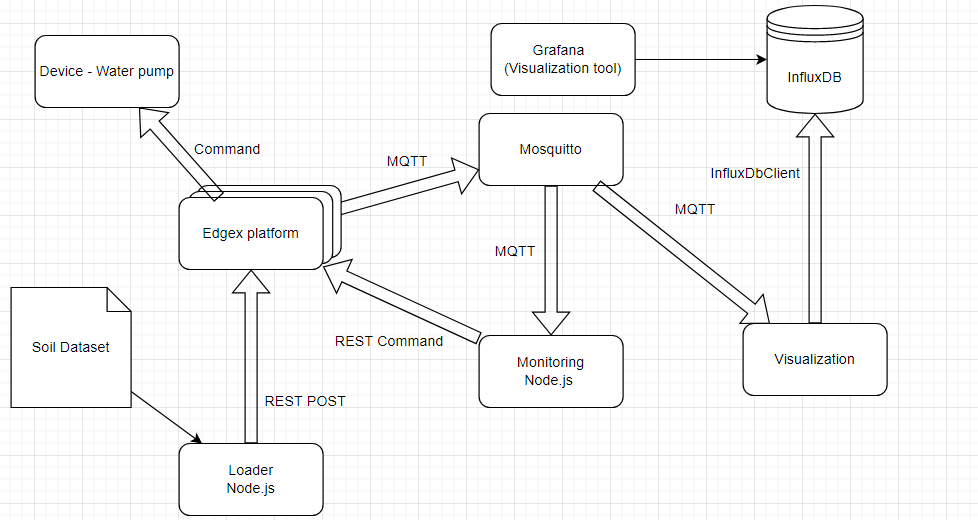 Device - Water pump
Grafana
(Visualization tool)
InfluxDB
Command
MQTT
Mosquitto
InfluxDbClient
MQTT
Edgex platform
MQTT
Soil Dataset
REST Command
Monitoring
Node.js
Visualization
REST POST
Loader
Node.js